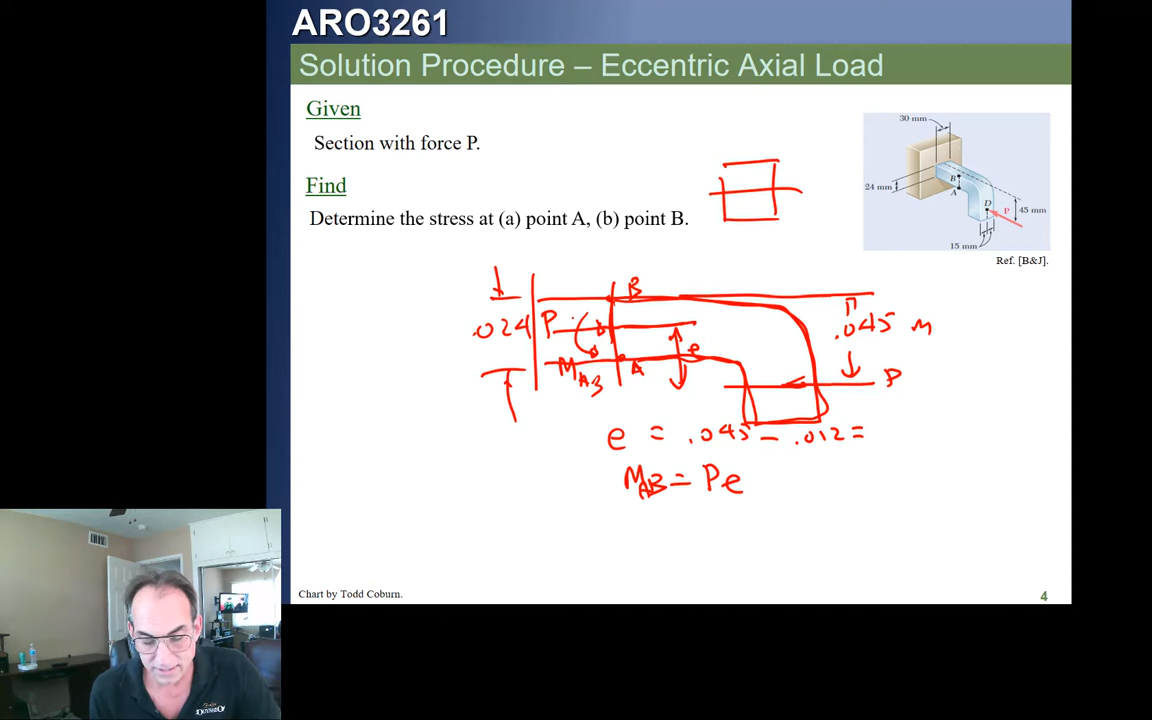 ARO3261
Solution Procedure – Eccentric Axial Load
Given
Section with force P.
Find
Determine the stress at (a) point A, (b) point B.
30 mm
24 mm
B
A
D
P
45 mm
15 mm
Ref. [B&J].
B
.024
P
.045 m
M AB
A
e
P
e = .045 - .012 =
MAB = Pe
Chart by Todd Coburn.
4